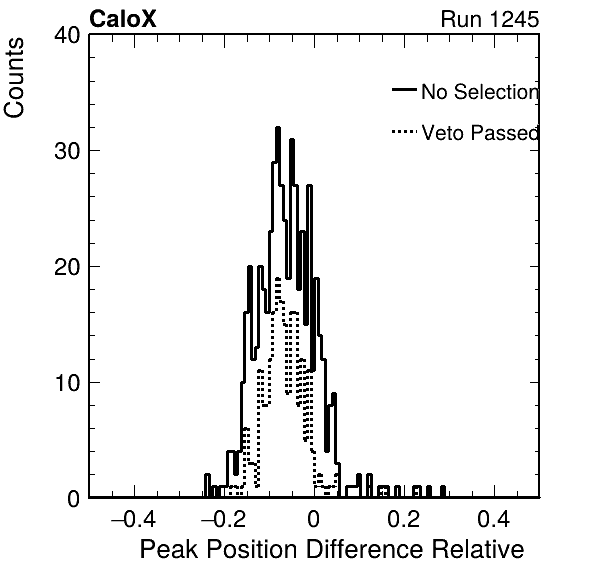 CaloX Run 1245
Counts
40
30
20
10
0
No Selection
Veto Passed
−0.4 −0.2 0 0.2 0.4
Peak Position Difference Relative